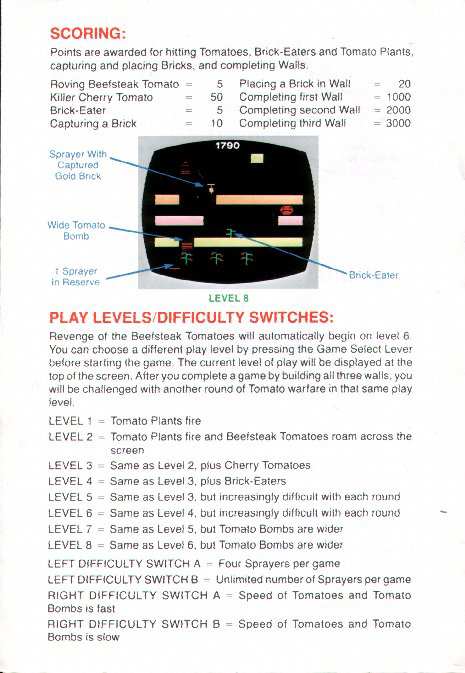 SCORING:
Points are awarded for hitting Tomatoes, Brick-Eaters and Tomato Plants,
capturing and placing Bricks, and completing Walls.
Roving Beefsteak Tomato = 5 Placing a Brick in Wall = 20
Killer Cherry Tomato = 50 Completing first Wall = 1000
Brick-Eater = 5 Completing second Wall = 2000
Capturing a Brick = 10 Completing third Wall = 3000
1790
Sprayer With
Captured
Gold Brick
Wide Tomato
Bomb
1 Sprayer
in Reserve
Brick-Eater
LEVEL 8
PLAY LEVELS/DIFFICULTY SWITCHES:
Revenge of the Beefsteak Tomatoes will automatically begin on level 6.
You can choose a different play level by pressing the Game Select Lever
before starting the game. The current level of play will be displayed at the
top of the screen. After you complete a game by building all three walls, you
will be challenged with another round of Tomato warfare in that same play
level.
LEVEL 1 = Tomato Plants fire
LEVEL 2 = Tomato Plants fire and Beefsteak Tomatoes roam across the
screen
LEVEL 3 = Same as Level 2, plus Cherry Tomatoes
LEVEL 4 = Same as Level 3, plus Brick-Eaters
LEVEL 5 = Same as Level 3, but increasingly difficult with each round
LEVEL 6 = Same as Level 4, but increasingly difficult with each round
LEVEL 7 = Same as Level 5, but Tomato Bombs are wider
LEVEL 8 = Same as Level 6, but Tomato Bombs are wider
LEFT DIFFICULTY SWITCH A = Four Sprayers per game
LEFT DIFFICULTY SWITCH B = Unlimited number of Sprayers per game
RIGHT DIFFICULTY SWITCH A = Speed of Tomatoes and Tomato
Bombs is fast
RIGHT DIFFICULTY SWITCH B = Speed of Tomatoes and Tomato
Bombs is slow